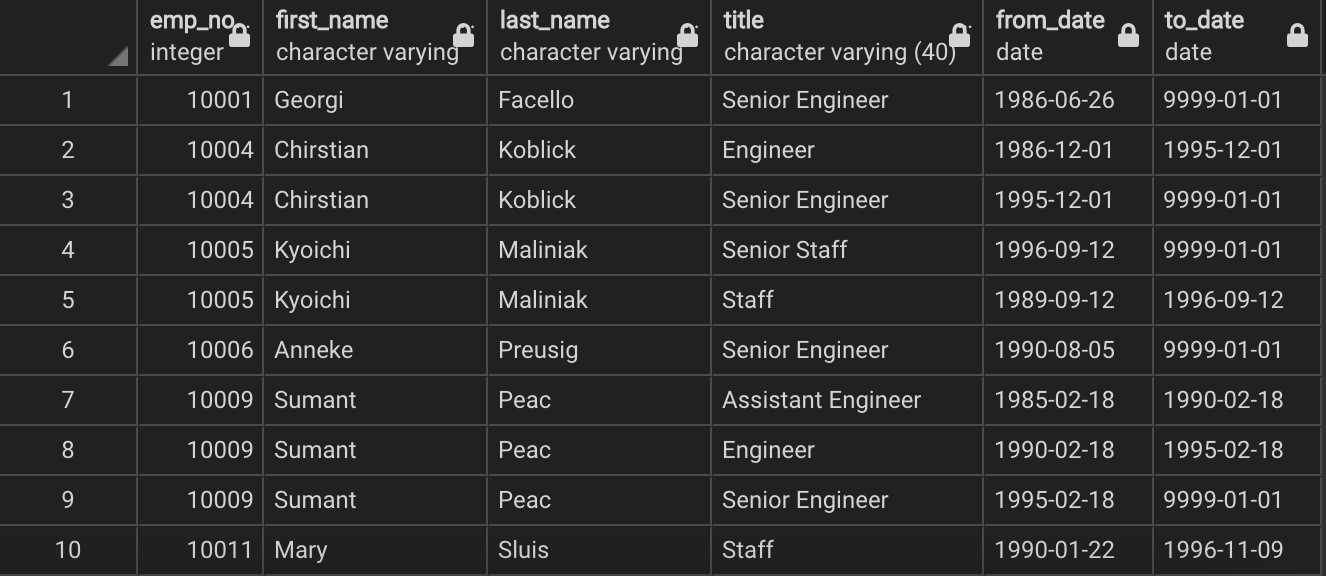 emp_no first_name last_name title from_date to_date
integer character varying character varying character varying (40) date date
1 10001 Georgi Facello Senior Engineer 1986-06-26 9999-01-01
2 10004 Chirstian Koblick Engineer 1986-12-01 1995-12-01
3 10004 Chirstian Koblick Senior Engineer 1995-12-01 9999-01-01
4 10005 Kyoichi Maliniak Senior Staff 1996-09-12 9999-01-01
5 10005 Kyoichi Maliniak Staff 1989-09-12 1996-09-12
6 10006 Anneke Preusig Senior Engineer 1990-08-05 9999-01-01
7 10009 Sumant Peac Assistant Engineer 1985-02-18 1990-02-18
8 10009 Sumant Peac Engineer 1990-02-18 1995-02-18
9 10009 Sumant Peac Senior Engineer 1995-02-18 9999-01-01
10 10011 Mary Sluis Staff 1990-01-22 1996-11-09